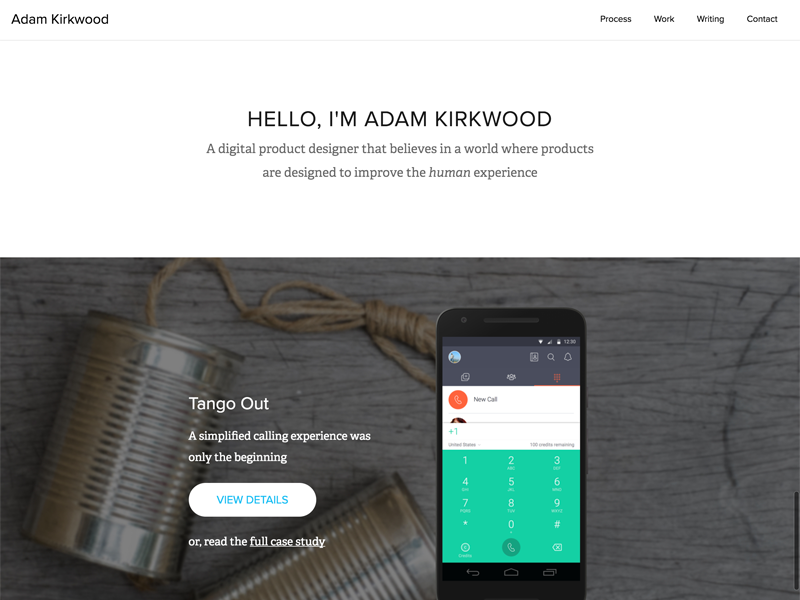 Adam Kirkwood
Process Work Writing Contact
HELLO, I'M ADAM KIRKWOOD
A digital product designer that believes in a world where products
are designed to improve the human experience
12:30
Tango Out
A simplified calling experience was
only the beginning
VIEW DETAILS
or, read the full case study
New Call
+1
United States
100 credits remaining
1 2 3
ABC DEF
4 5 6
GHI JKL MNO
7 8 9
PQRS TUV WXYZ
* 0 #
+